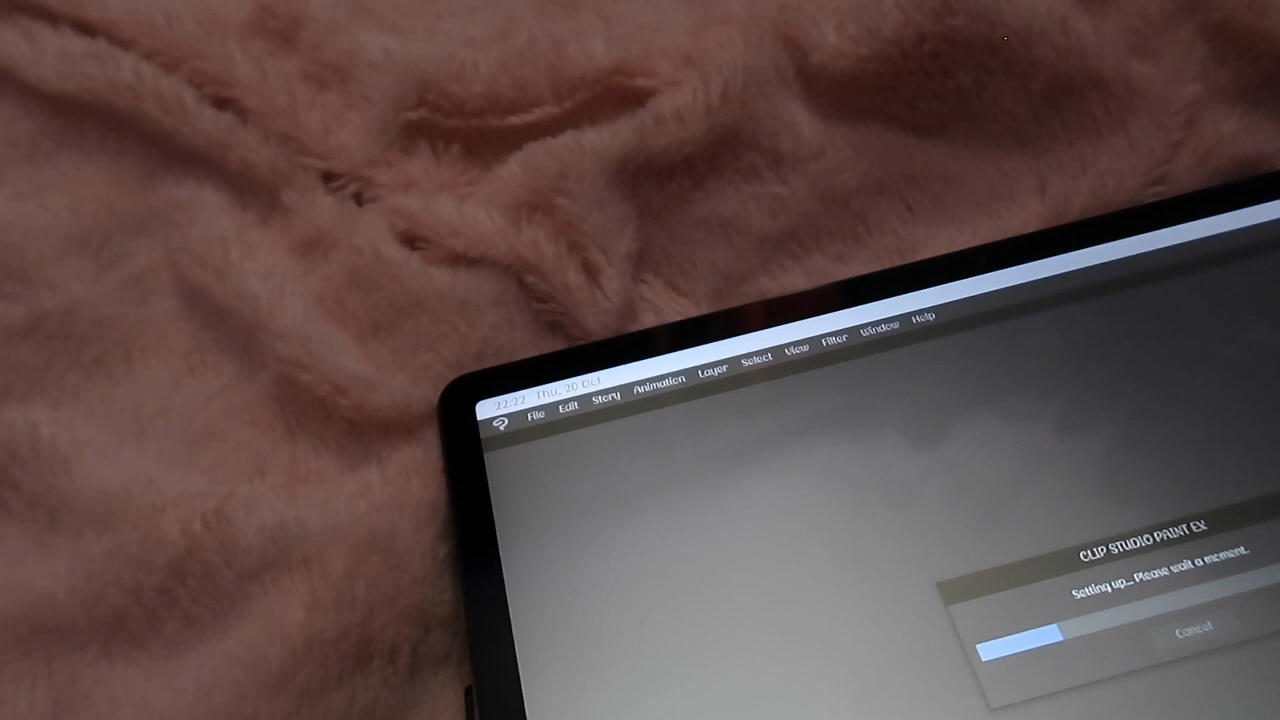 22:22 Thu, 20 Oct
File Edit Story Animation Layer Select View Filter Window Help
CLIP STUDIO PAINT EX
Setting up... Please wait a moment.
Cancel